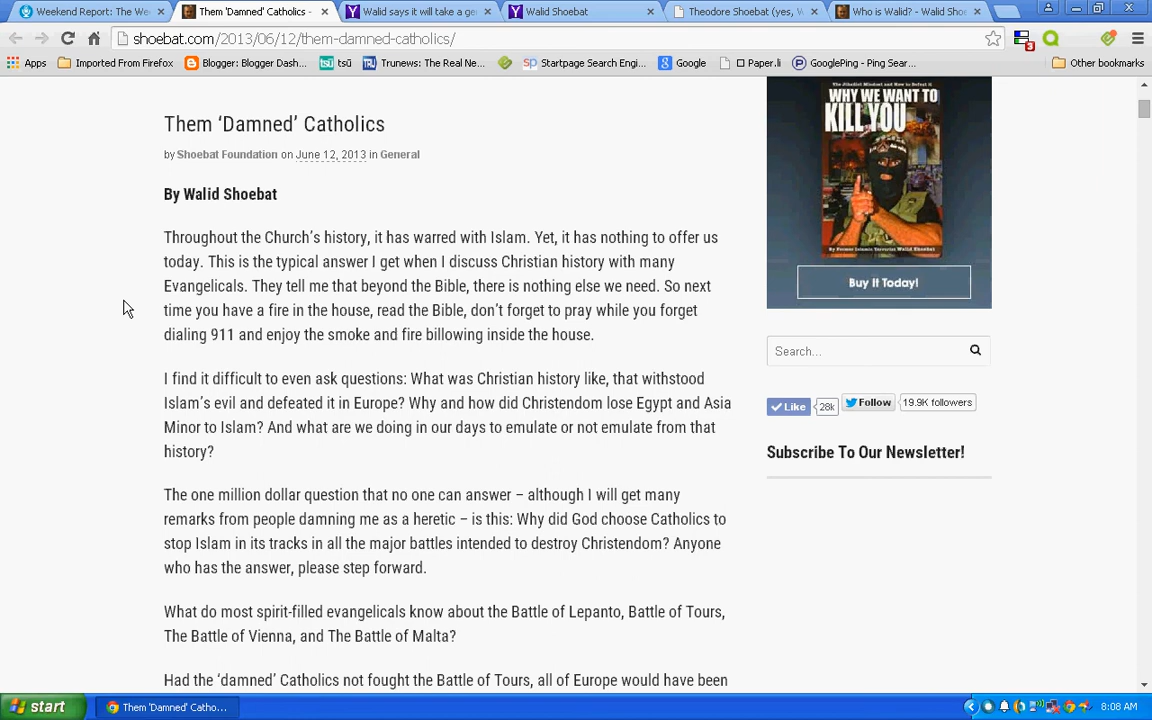 Weekend Report: The We
Them 'Damned' Catholics -
Walid says it will take a ge
Walid Shoebat
Theodore Shoebat (yes, W
Who is Walid? - Walid Shoe
shoebat.com/2013/06/12/them-damned-catholics/
3
Apps
Imported From Firefox
Blogger: Blogger Dash...
tsū
Trunews: The Real Ne...
Startpage Search Engi...
Google
Paper.li
GooglePing - Ping Sear...
Other bookmarks
Them ‘Damned’ Catholics
by Shoebat Foundation on June 12, 2013 in General
By Walid Shoebat
Throughout the Church’s history, it has warred with Islam. Yet, it has nothing to offer us
today. This is the typical answer I get when I discuss Christian history with many
Evangelicals. They tell me that beyond the Bible, there is nothing else we need. So next
time you have a fire in the house, read the Bible, don’t forget to pray while you forget
dialing 911 and enjoy the smoke and fire billowing inside the house.
I find it difficult to even ask questions: What was Christian history like, that withstood
Islam’s evil and defeated it in Europe? Why and how did Christendom lose Egypt and Asia
Minor to Islam? And what are we doing in our days to emulate or not emulate from that
history?
The one million dollar question that no one can answer – although I will get many
remarks from people damning me as a heretic – is this: Why did God choose Catholics to
stop Islam in its tracks in all the major battles intended to destroy Christendom? Anyone
who has the answer, please step forward.
What do most spirit-filled evangelicals know about the Battle of Lepanto, Battle of Tours,
The Battle of Vienna, and The Battle of Malta?
Had the ‘damned’ Catholics not fought the Battle of Tours, all of Europe would have been
The Jihadist Mindset and How to Defeat it
WHY WE WANT TO
KILL YOU
By Former Islamic Terrorist Walid Shoebat
Buy It Today!
Search...
Like
28k
Follow
19.9K followers
Subscribe To Our Newsletter!
start
Them 'Damned' Catho...
8:08 AM